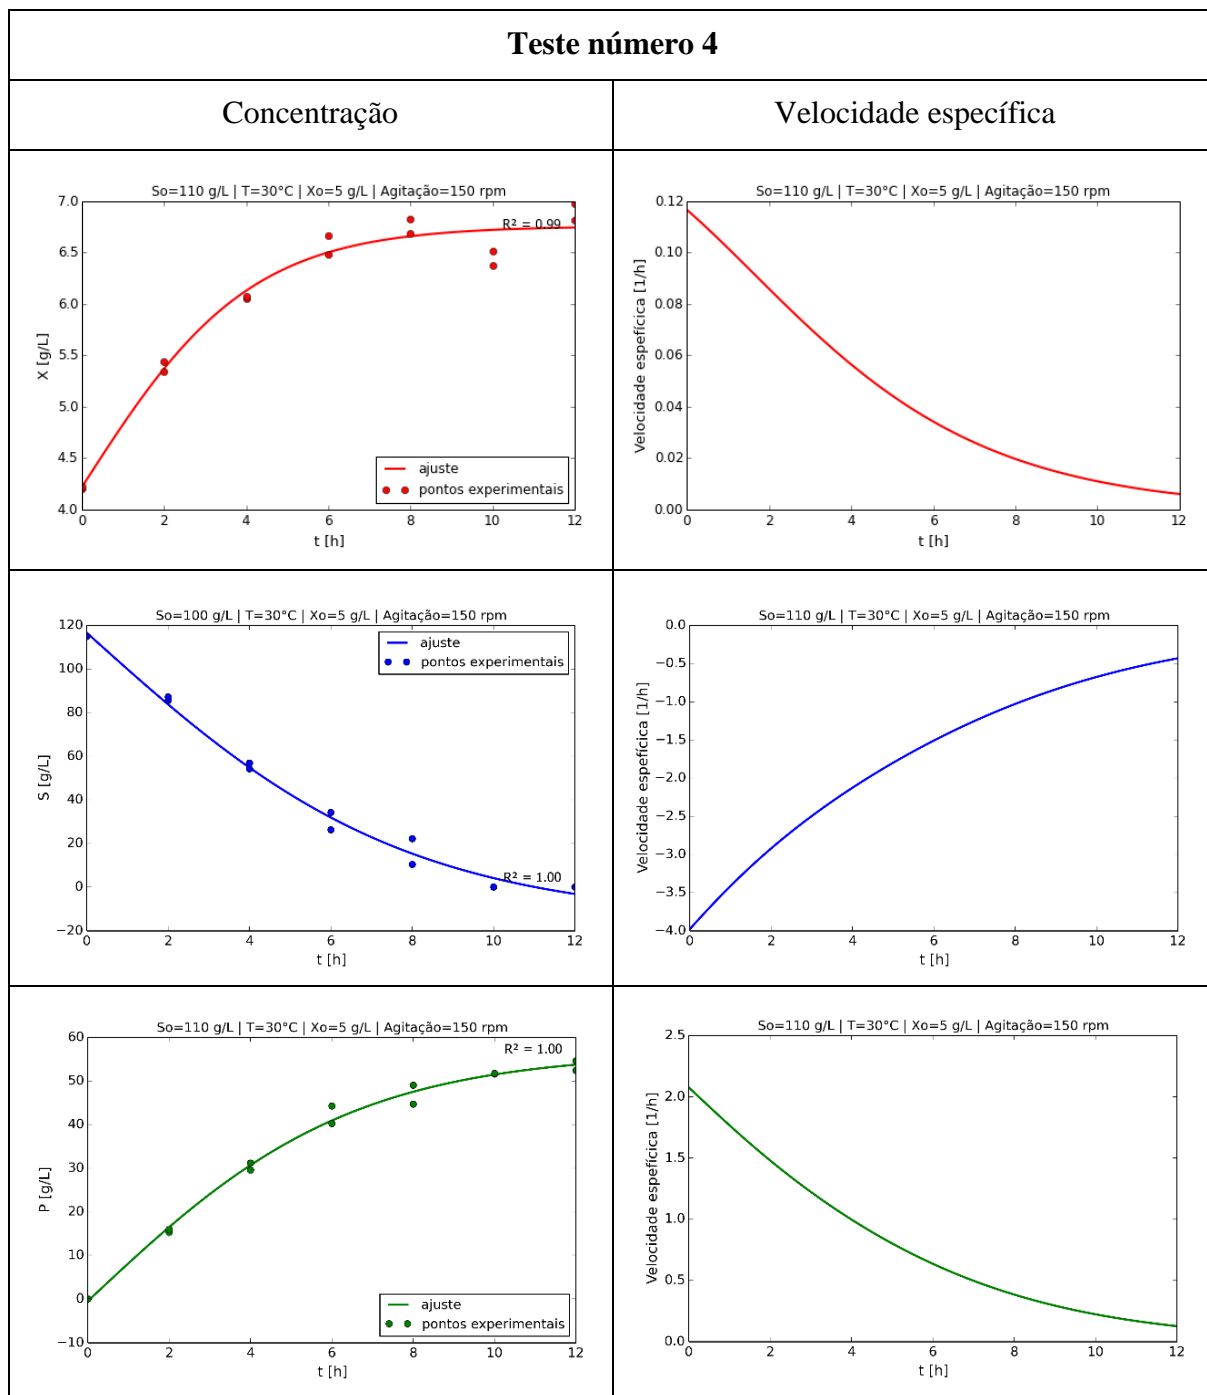 Teste número 4
Concentração
Velocidade específica
So=110 g/L | T=30°C | Xo=5 g/L | Agitação=150 rpm
7.0
6.5
6.0
5.5
5.0
4.5
4.0
X [g/L]
R² = 0.99
ajuste
pontos experimentais
0 2 4 6 8 10 12
t [h]
So=110 g/L | T=30°C | Xo=5 g/L | Agitação=150 rpm
0.12
0.10
0.08
0.06
0.04
0.02
0.00
Velocidade espefícica [1/h]
0 2 4 6 8 10 12
t [h]
So=100 g/L | T=30°C | Xo=5 g/L | Agitação=150 rpm
120
100
80
60
40
20
0
−20
S [g/L]
ajuste
pontos experimentais
R² = 1.00
0 2 4 6 8 10 12
t [h]
So=110 g/L | T=30°C | Xo=5 g/L | Agitação=150 rpm
0.0
−0.5
−1.0
−1.5
−2.0
−2.5
−3.0
−3.5
−4.0
Velocidade espefícica [1/h]
0 2 4 6 8 10 12
t [h]
So=110 g/L | T=30°C | Xo=5 g/L | Agitação=150 rpm
60
50
40
30
20
10
0
−10
P [g/L]
R² = 1.00
ajuste
pontos experimentais
0 2 4 6 8 10 12
t [h]
So=110 g/L | T=30°C | Xo=5 g/L | Agitação=150 rpm
2.5
2.0
1.5
1.0
0.5
0.0
Velocidade espefícica [1/h]
0 2 4 6 8 10 12
t [h]